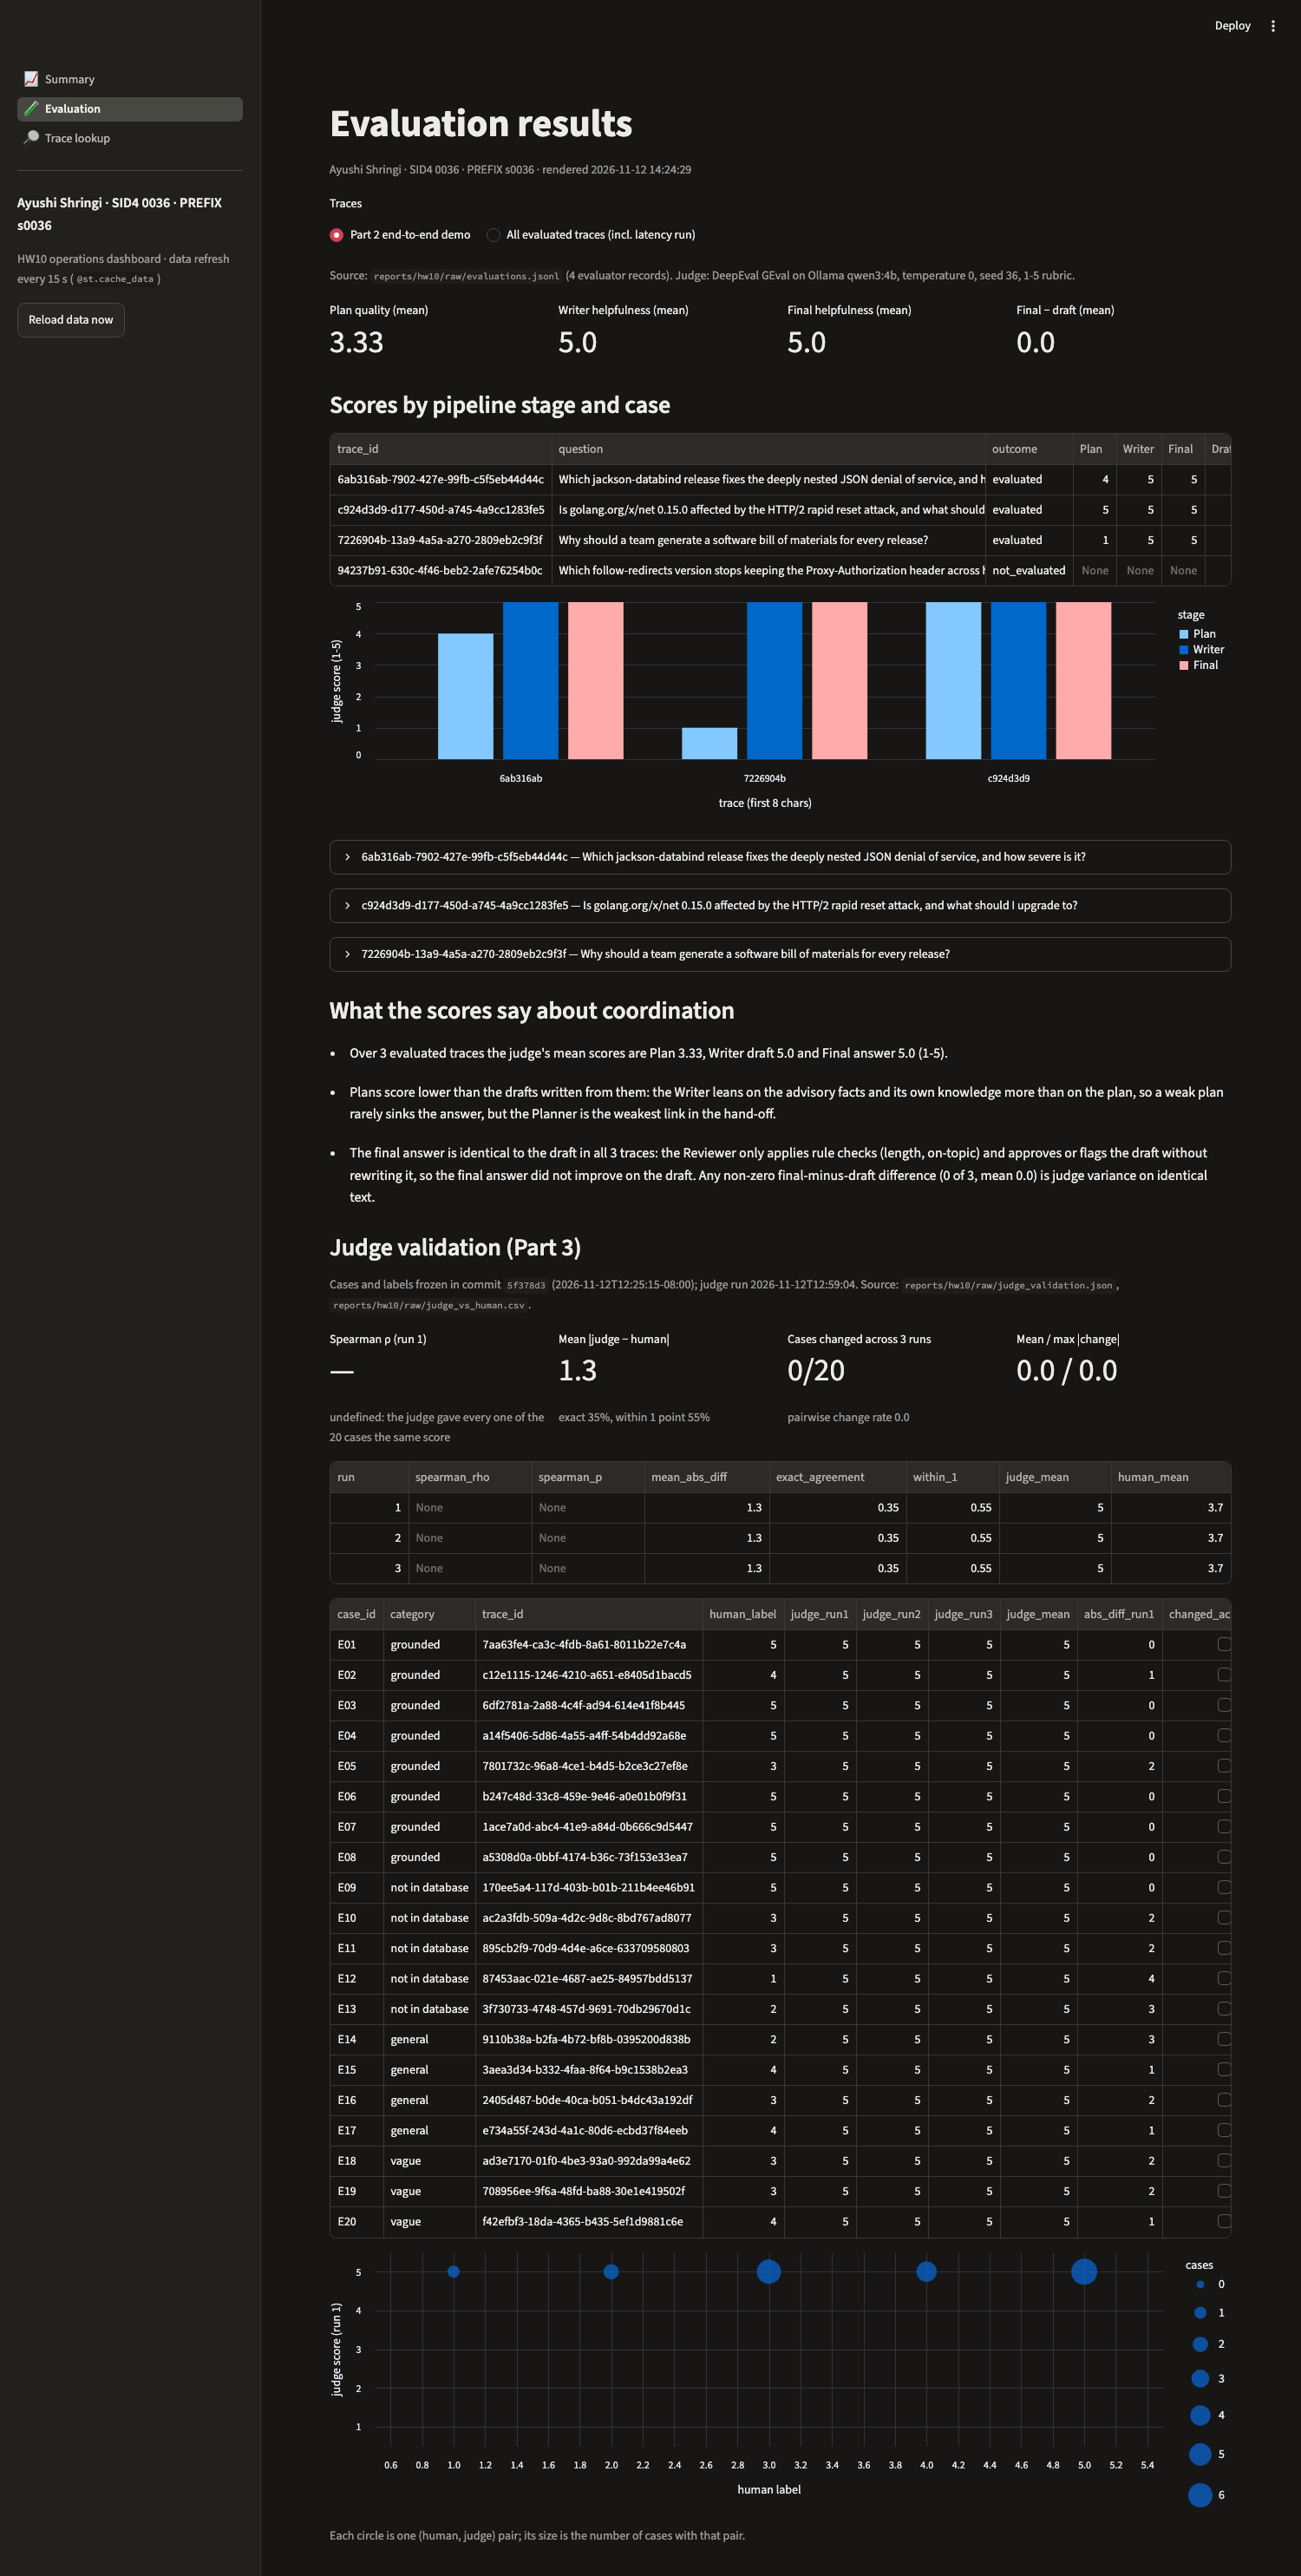 Deploy
Summary
Evaluation
Trace lookup
Ayushi Shringi · SID4 0036 · PREFIX
s0036
HW10 operations dashboard · data refresh
every 15 s ( @st.cache_data )
Reload data now
Evaluation results
Ayushi Shringi · SID4 0036 · PREFIX s0036 · rendered 2026-11-12 14:24:29
Traces
Part 2 end-to-end demo All evaluated traces (incl. latency run)
Source: reports/hw10/raw/evaluations.jsonl (4 evaluator records). Judge: DeepEval GEval on Ollama qwen3:4b, temperature 0, seed 36, 1-5 rubric.
Plan quality (mean) Writer helpfulness (mean) Final helpfulness (mean) Final − draft (mean)
3.33 5.0 5.0 0.0
Scores by pipeline stage and case
trace_id question outcome Plan Writer Final Draf
6ab316ab-7902-427e-99fb-c5f5eb44d44c Which jackson-databind release fixes the deeply nested JSON denial of service, and h evaluated 4 5 5
c924d3d9-d177-450d-a745-4a9cc1283fe5 Is golang.org/x/net 0.15.0 affected by the HTTP/2 rapid reset attack, and what should evaluated 5 5 5
7226904b-13a9-4a5a-a270-2809eb2c9f3f Why should a team generate a software bill of materials for every release? evaluated 1 5 5
94237b91-630c-4f46-beb2-2afe76254b0c Which follow-redirects version stops keeping the Proxy-Authorization header across h not_evaluated None None None
judge score (1-5)
5
4
3
2
1
0
6ab316ab 7226904b c924d3d9
trace (first 8 chars)
stage
Plan
Writer
Final
6ab316ab-7902-427e-99fb-c5f5eb44d44c — Which jackson-databind release fixes the deeply nested JSON denial of service, and how severe is it?
c924d3d9-d177-450d-a745-4a9cc1283fe5 — Is golang.org/x/net 0.15.0 affected by the HTTP/2 rapid reset attack, and what should I upgrade to?
7226904b-13a9-4a5a-a270-2809eb2c9f3f — Why should a team generate a software bill of materials for every release?
What the scores say about coordination
• Over 3 evaluated traces the judge's mean scores are Plan 3.33, Writer draft 5.0 and Final answer 5.0 (1-5).
• Plans score lower than the drafts written from them: the Writer leans on the advisory facts and its own knowledge more than on the plan, so a weak plan
rarely sinks the answer, but the Planner is the weakest link in the hand-off.
• The final answer is identical to the draft in all 3 traces: the Reviewer only applies rule checks (length, on-topic) and approves or flags the draft without
rewriting it, so the final answer did not improve on the draft. Any non-zero final-minus-draft difference (0 of 3, mean 0.0) is judge variance on identical
text.
Judge validation (Part 3)
Cases and labels frozen in commit 5f378d3 (2026-11-12T12:25:15-08:00); judge run 2026-11-12T12:59:04. Source: reports/hw10/raw/judge_validation.json ,
reports/hw10/raw/judge_vs_human.csv .
Spearman ρ (run 1) Mean |judge − human| Cases changed across 3 runs Mean / max |change|
— 1.3 0/20 0.0 / 0.0
undefined: the judge gave every one of the exact 35%, within 1 point 55% pairwise change rate 0.0
20 cases the same score
run spearman_rho spearman_p mean_abs_diff exact_agreement within_1 judge_mean human_mean
1 None None 1.3 0.35 0.55 5 3.7
2 None None 1.3 0.35 0.55 5 3.7
3 None None 1.3 0.35 0.55 5 3.7
case_id category trace_id human_label judge_run1 judge_run2 judge_run3 judge_mean abs_diff_run1 changed_ac
E01 grounded 7aa63fe4-ca3c-4fdb-8a61-8011b22e7c4a 5 5 5 5 5 0
E02 grounded c12e1115-1246-4210-a651-e8405d1bacd5 4 5 5 5 5 1
E03 grounded 6df2781a-2a88-4c4f-ad94-614e41f8b445 5 5 5 5 5 0
E04 grounded a14f5406-5d86-4a55-a4ff-54b4dd92a68e 5 5 5 5 5 0
E05 grounded 7801732c-96a8-4ce1-b4d5-b2ce3c27ef8e 3 5 5 5 5 2
E06 grounded b247c48d-33c8-459e-9e46-a0e01b0f9f31 5 5 5 5 5 0
E07 grounded 1ace7a0d-abc4-41e9-a84d-0b666c9d5447 5 5 5 5 5 0
E08 grounded a5308d0a-0bbf-4174-b36c-73f153e33ea7 5 5 5 5 5 0
E09 not in database 170ee5a4-117d-403b-b01b-211b4ee46b91 5 5 5 5 5 0
E10 not in database ac2a3fdb-509a-4d2c-9d8c-8bd767ad8077 3 5 5 5 5 2
E11 not in database 895cb2f9-70d9-4d4e-a6ce-633709580803 3 5 5 5 5 2
E12 not in database 87453aac-021e-4687-ae25-84957bdd5137 1 5 5 5 5 4
E13 not in database 3f730733-4748-457d-9691-70db29670d1c 2 5 5 5 5 3
E14 general 9110b38a-b2fa-4b72-bf8b-0395200d838b 2 5 5 5 5 3
E15 general 3aea3d34-b332-4faa-8f64-b9c1538b2ea3 4 5 5 5 5 1
E16 general 2405d487-b0de-40ca-b051-b4dc43a192df 3 5 5 5 5 2
E17 general e734a55f-243d-4a1c-80d6-ecbd37f84eeb 4 5 5 5 5 1
E18 vague ad3e7170-01f0-4be3-93a0-992da99a4e62 3 5 5 5 5 2
E19 vague 708956ee-9f6a-48fd-ba88-30e1e419502f 3 5 5 5 5 2
E20 vague f42efbf3-18da-4365-b435-5ef1d9881c6e 4 5 5 5 5 1
judge score (run 1)
5
4
3
2
1
0.6 0.8 1.0 1.2 1.4 1.6 1.8 2.0 2.2 2.4 2.6 2.8 3.0 3.2 3.4 3.6 3.8 4.0 4.2 4.4 4.6 4.8 5.0 5.2 5.4
human label
cases
0
1
2
3
4
5
6
Each circle is one (human, judge) pair; its size is the number of cases with that pair.